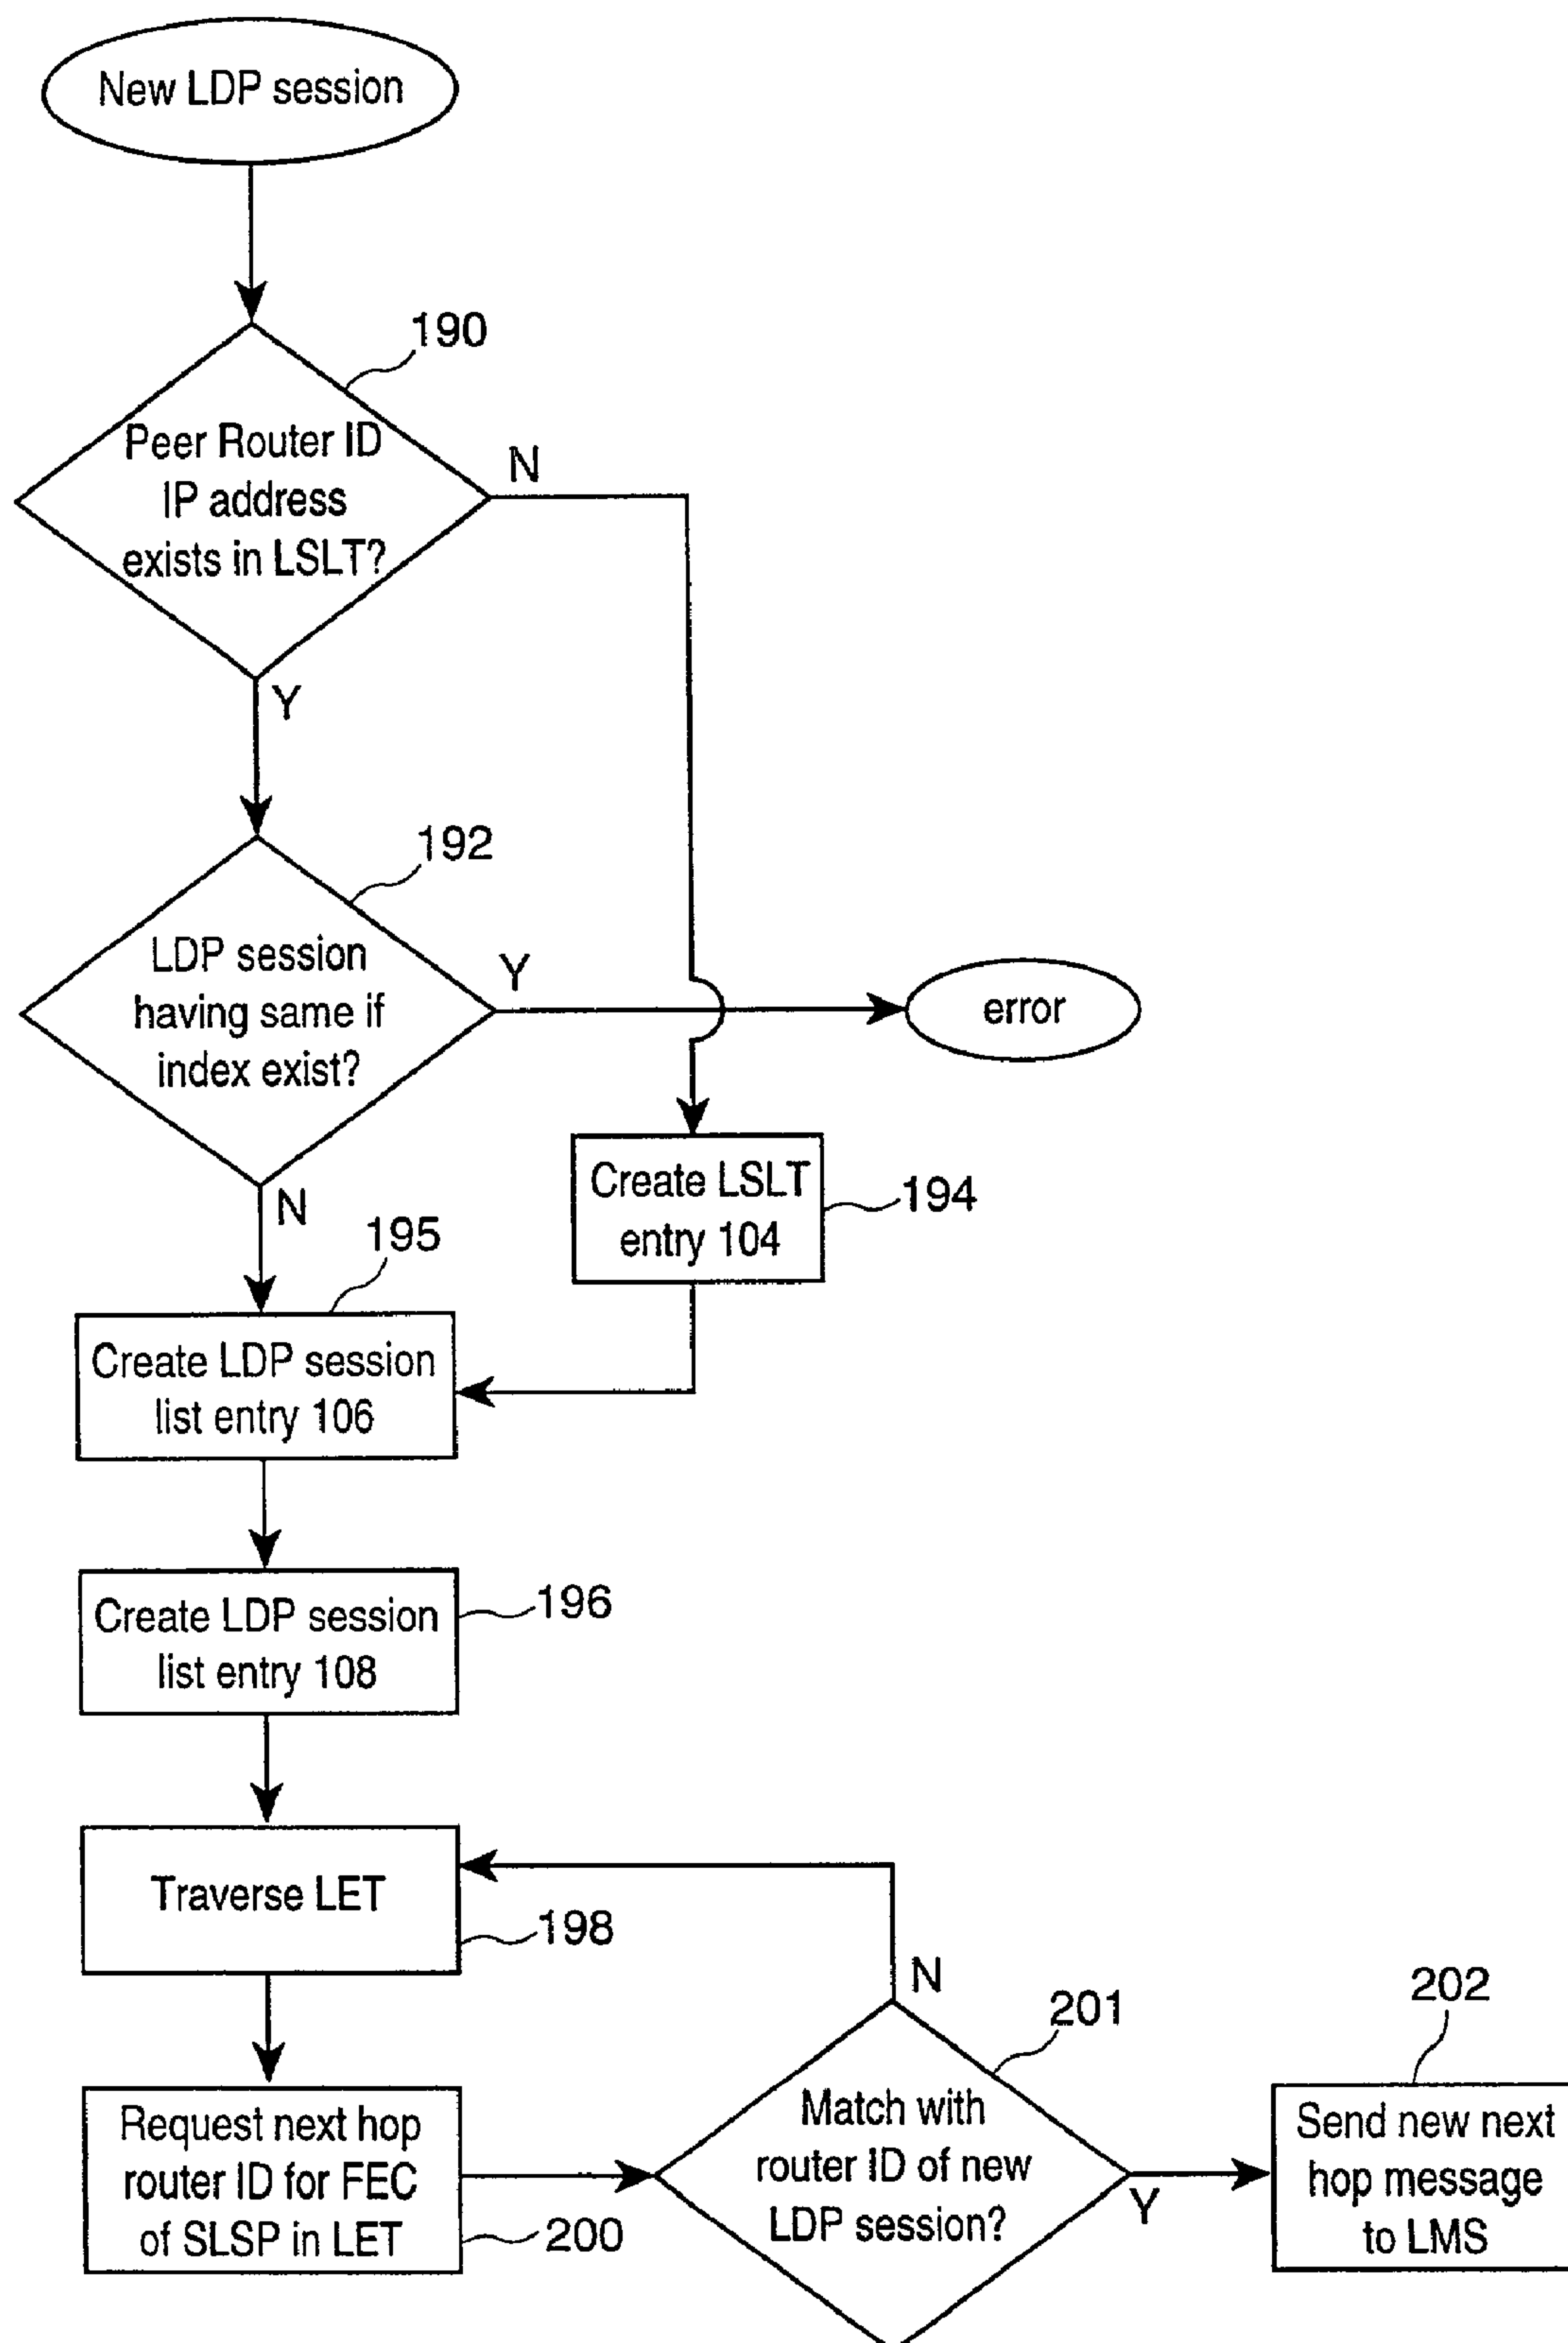 New LDP session
190
Peer Router ID
IP address
exists in LSLT?
N
Y
192
LDP session
having same if
index exist?
Y
error
N
Create LSLT
entry 104
194
195
Create LDP session
list entry 106
Create LDP session
list entry 108
196
Traverse LET
198
N
201
202
Request next hop
router ID for FEC
of SLSP in LET
200
Match with
router ID of new
LDP session?
Y
Send new next
hop message
to LMS